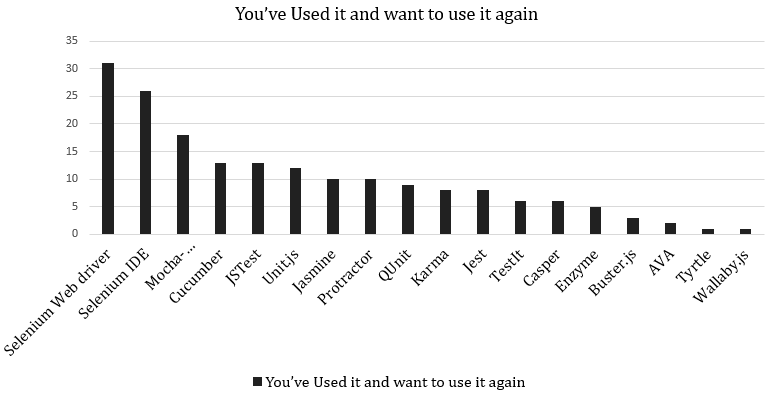 You’ve Used it and want to use it again
35
30
25
20
15
10
5
0
Selenium Web driver
Selenium IDE
Mocha-...
Cucumber
JSTest
Unit.js
Jasmine
Protractor
QUnit
Karma
Jest
TestIt
Casper
Enzyme
Buster.js
AVA
Tyrtle
Wallaby.js
You’ve Used it and want to use it again